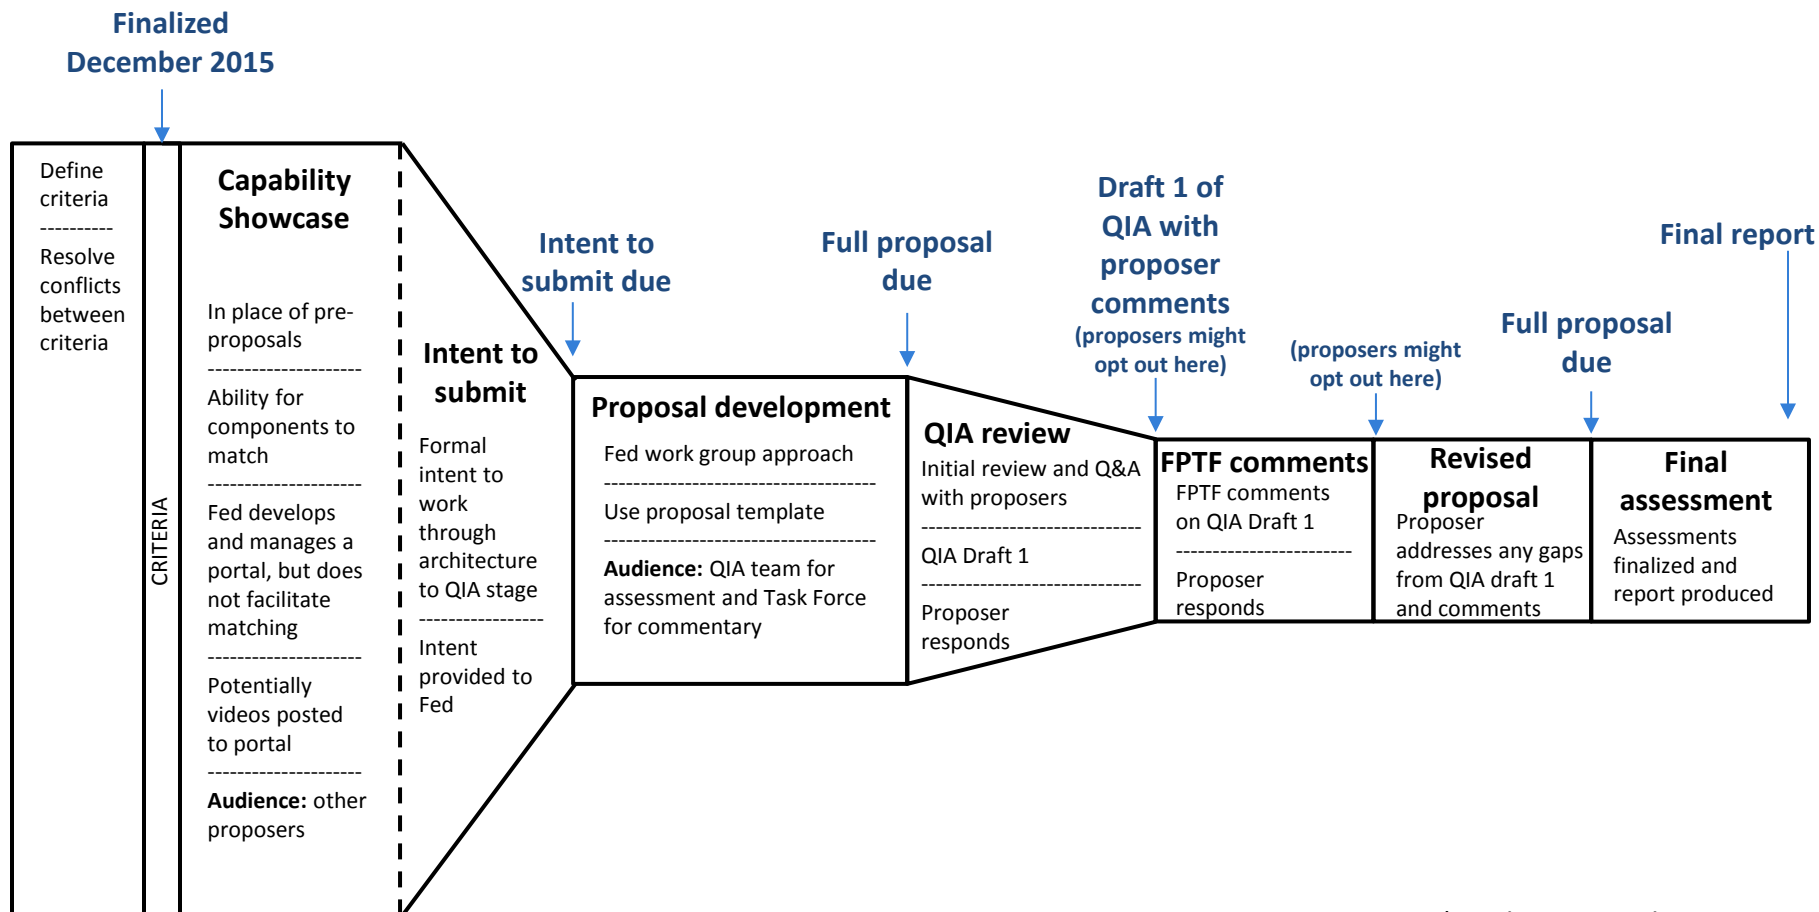 Finalized
December 2015
Define
criteria
----------
Resolve
conflicts
between
criteria
CRITERIA
Capability
Showcase
In place of pre-
proposals
---------------------
Ability for
components to
match
---------------------
Fed develops
and manages a
portal, but does
not facilitate
matching
---------------------
Potentially
videos posted
to portal
---------------------
Audience: other
proposers
Intent to
submit
Formal
intent to
work
through
architecture
to QIA stage
-----------------
Intent
provided to
Fed
Intent to
submit due
Proposal development
Fed work group approach
-------------------------------------
Use proposal template
-------------------------------------
Audience: QIA team for
assessment and Task Force
for commentary
Full proposal
due
QIA review
Initial review and Q&A
with proposers
------------------------------
QIA Draft 1
------------------------------
Proposer
responds
Draft 1 of
QIA with
proposer
comments
(proposers might
opt out here)
FPTF comments
FPTF comments
on QIA Draft 1
------------------------
Proposer
responds
(proposers might
opt out here)
Revised
proposal
Proposer
addresses any gaps
from QIA draft 1
and comments
Full proposal
due
Final
assessment
Assessments
finalized and
report produced
Final report